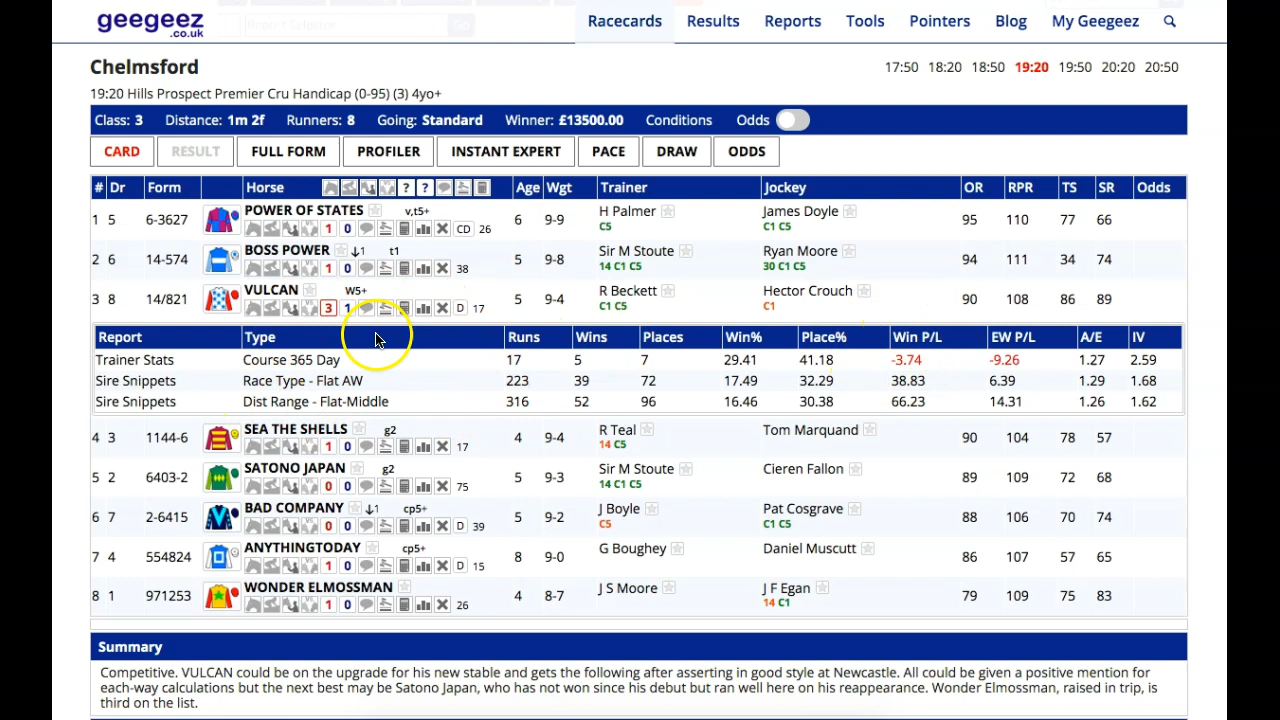 geegeez
.co.uk
Racecards Results Reports Tools Pointers Blog My Geegeez
Chelmsford
17:50 18:20 18:50 19:20 19:50 20:20 20:50
19:20 Hills Prospect Premier Cru Handicap (0-95) (3) 4yo+
Class: 3 Distance: 1m 2f Runners: 8 Going: Standard Winner: £13500.00 Conditions Odds
CARD RESULT FULL FORM PROFILER INSTANT EXPERT PACE DRAW ODDS
# Dr Form Horse ? ? Age Wgt Trainer Jockey OR RPR TS SR Odds
1 5 6-3627 POWER OF STATES v,t5+ 6 9-9 H Palmer James Doyle 95 110 77 66
1 0 CD 26 C5 C1 C5
2 6 14-574 BOSS POWER ↓1 t1 5 9-8 Sir M Stoute Ryan Moore 94 111 34 74
1 0 38 14 C1 C5 30 C1 C5
3 8 14/821 VULCAN W5+ 5 9-4 R Beckett Hector Crouch 90 108 86 89
3 1 D 17 C1 C5 C1
Report Type Runs Wins Places Win% Place% Win P/L EW P/L A/E IV
Trainer Stats Course 365 Day 17 5 7 29.41 41.18 -3.74 -9.26 1.27 2.59
Sire Snippets Race Type - Flat AW 223 39 72 17.49 32.29 38.83 6.39 1.29 1.68
Sire Snippets Dist Range - Flat-Middle 316 52 96 16.46 30.38 66.23 14.31 1.26 1.62
4 3 1144-6 SEA THE SHELLS g2 4 9-4 R Teal Tom Marquand 90 104 78 57
1 0 17 14 C5
5 2 6403-2 SATONO JAPAN g2 5 9-3 Sir M Stoute Cieren Fallon 89 109 72 68
0 0 75 14 C1 C5
6 7 2-6415 BAD COMPANY ↓1 cp5+ 5 9-2 J Boyle Pat Cosgrave 88 106 70 74
0 0 D 39 C5 C1 C5
7 4 554824 ANYTHINGTODAY cp5+ 8 9-0 G Boughey Daniel Muscutt 86 107 57 65
1 0 D 15
8 1 971253 WONDER ELMOSSMAN 4 8-7 J S Moore J F Egan 79 109 75 83
1 0 26 14 C1
Summary
Competitive. VULCAN could be on the upgrade for his new stable and gets the following after asserting in good style at Newcastle. All could be given a positive mention for
each-way calculations but the next best may be Satono Japan, who has not won since his debut but ran well here on his reappearance. Wonder Elmossman, raised in trip, is
third on the list.